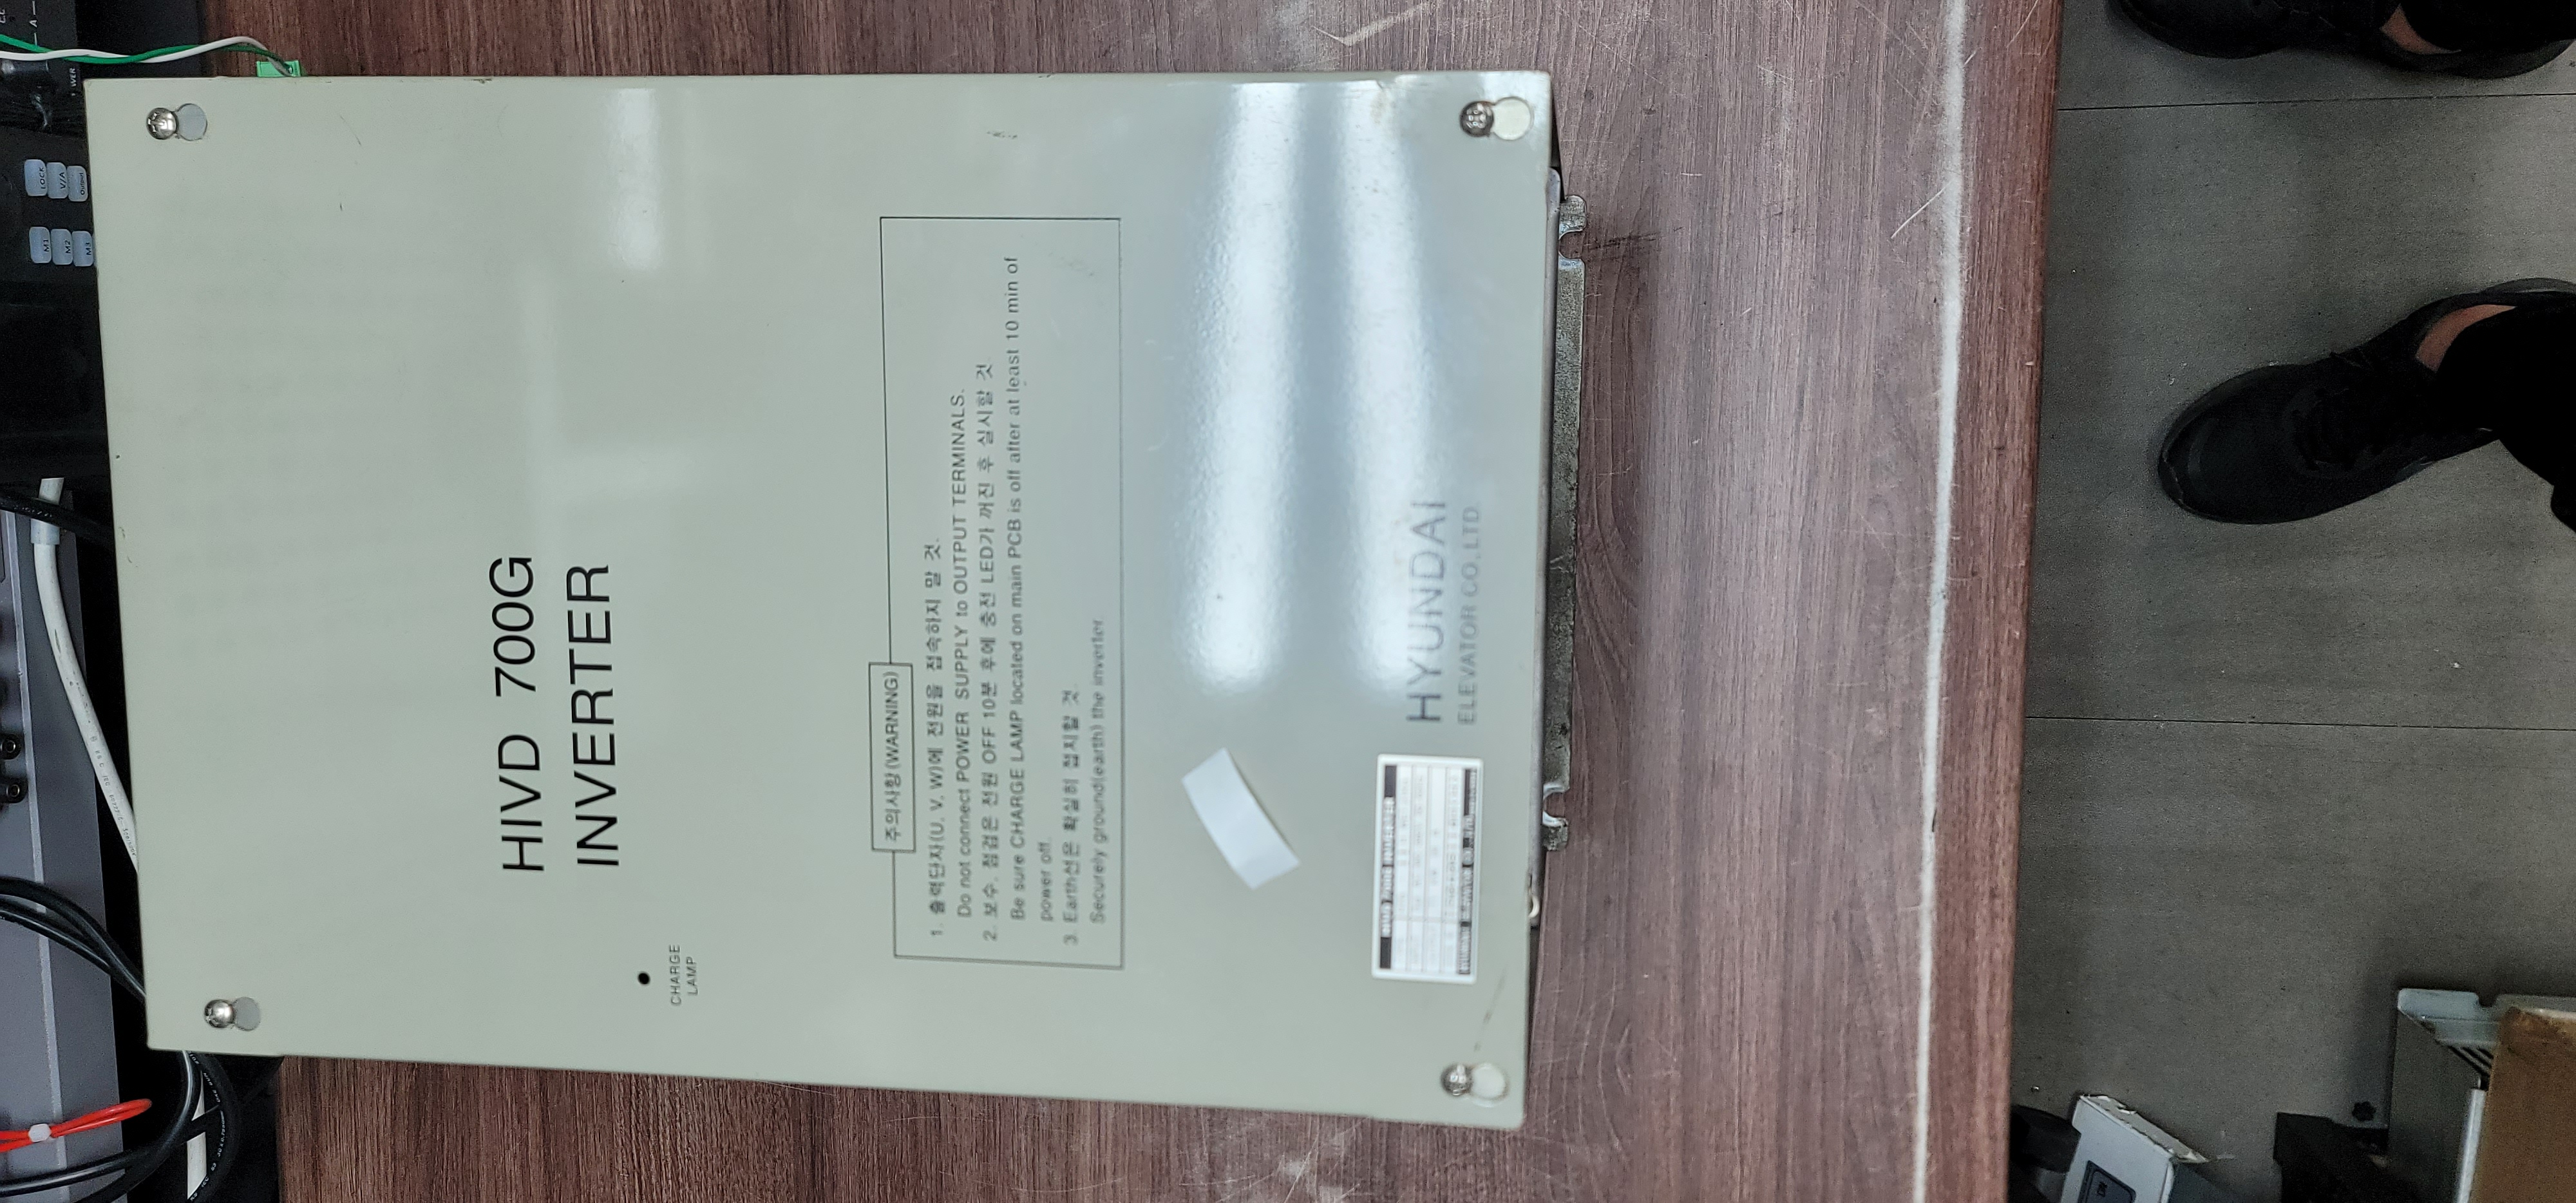 HIVD 700G
INVERTER
CHARGE
LAMP
주의사항(WARNING)
1. 출력단자(U, V, W)에 전원을 접속하지 말 것.
Do not connect POWER SUPPLY to OUTPUT TERMINALS.
2. 보수, 점검은 전원 OFF 10분 후에 충전 LED가 꺼진 후 실시할 것.
Be sure CHARGE LAMP located on main PCB is off after at least 10 min of
power off.
3. Earth선은 확실히 접지할 것.
Securely ground(earth) the inverter.
HYUNDAI
ELEVATOR CO.,LTD.
LOCK
V/A
Output
M1
M2
M3